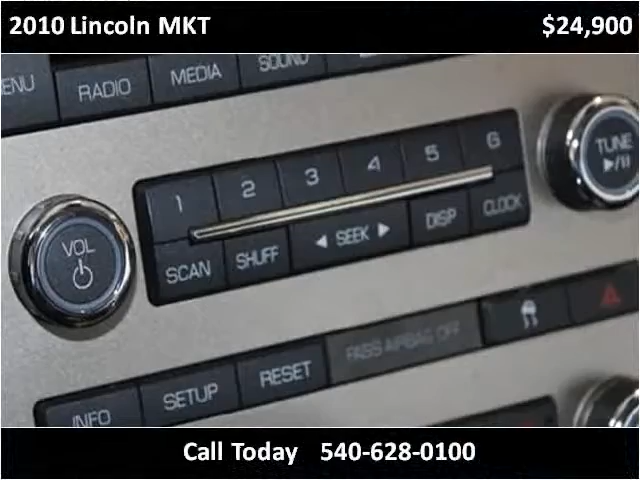 2010 Lincoln MKT $24,900
MENU RADIO MEDIA SOUND
1 2 3 4 5 6
TUNE
VOL
SCAN SHUFF SEEK DISP CLOCK
INFO SETUP RESET PASS AIRBAG OFF
Call Today 540-628-0100